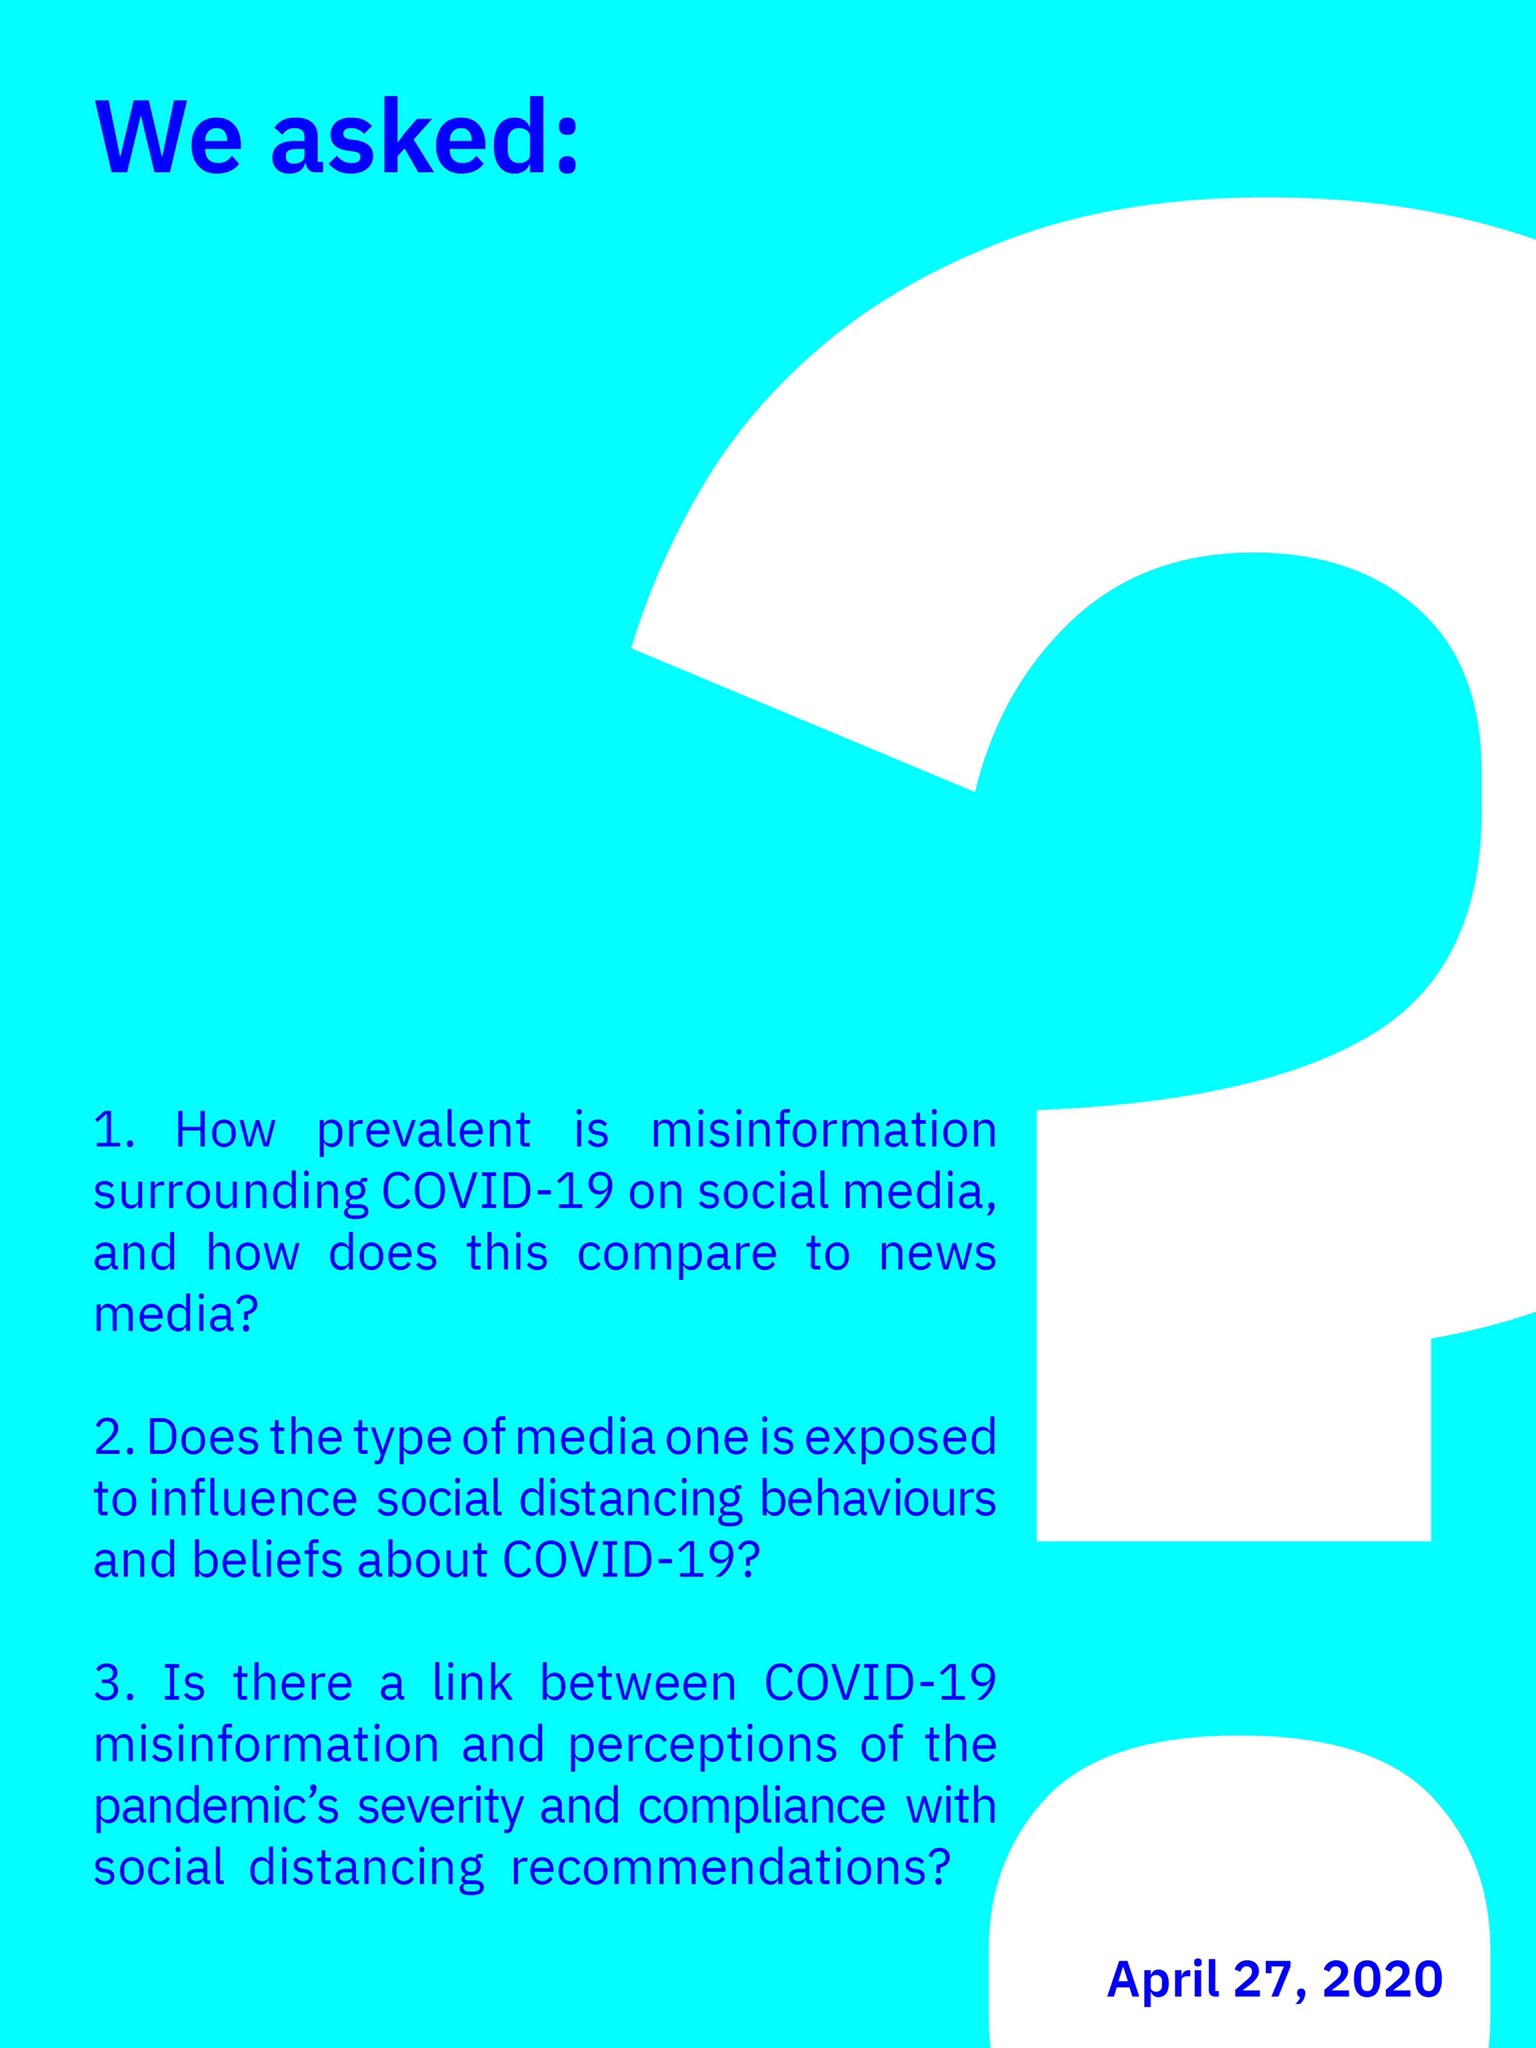 We asked:
1. How prevalent is misinformation
surrounding COVID-19 on social media,
and how does this compare to news
media?
2. Does the type of media one is exposed
to influence social distancing behaviours
and beliefs about COVID-19?
3. Is there a link between COVID-19
misinformation and perceptions of the
pandemic’s severity and compliance with
social distancing recommendations?
April 27, 2020